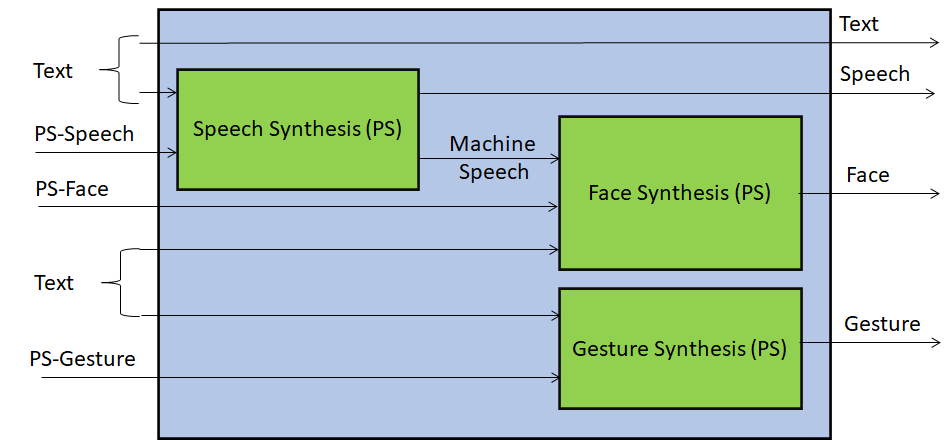 Text
Text
Speech
Speech Synthesis (PS)
PS-Speech
Machine
Speech
PS-Face
Face Synthesis (PS)
Face
Text
Gesture
Gesture Synthesis (PS)
PS-Gesture